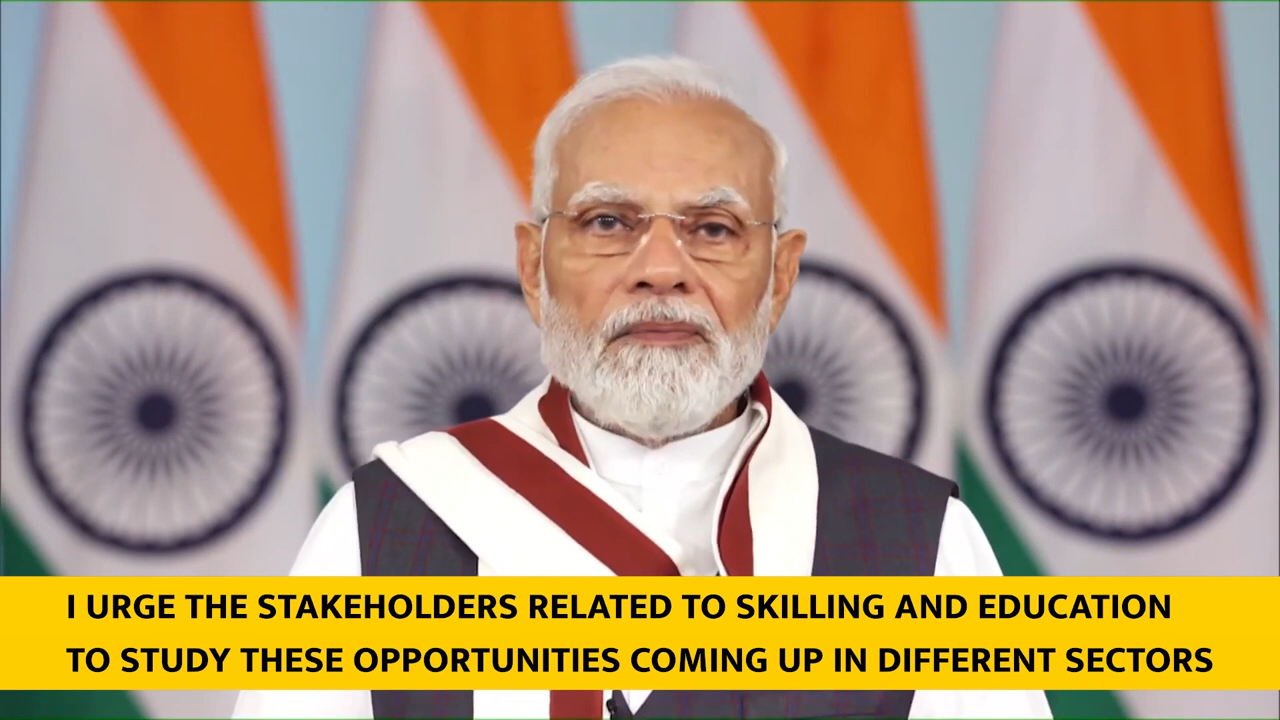 I URGE THE STAKEHOLDERS RELATED TO SKILLING AND EDUCATION
TO STUDY THESE OPPORTUNITIES COMING UP IN DIFFERENT SECTORS